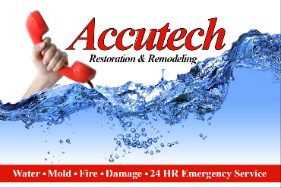 Accutech
Restoration & Remodeling
Water • Mold • Fire • Damage • 24 HR Emergency Service